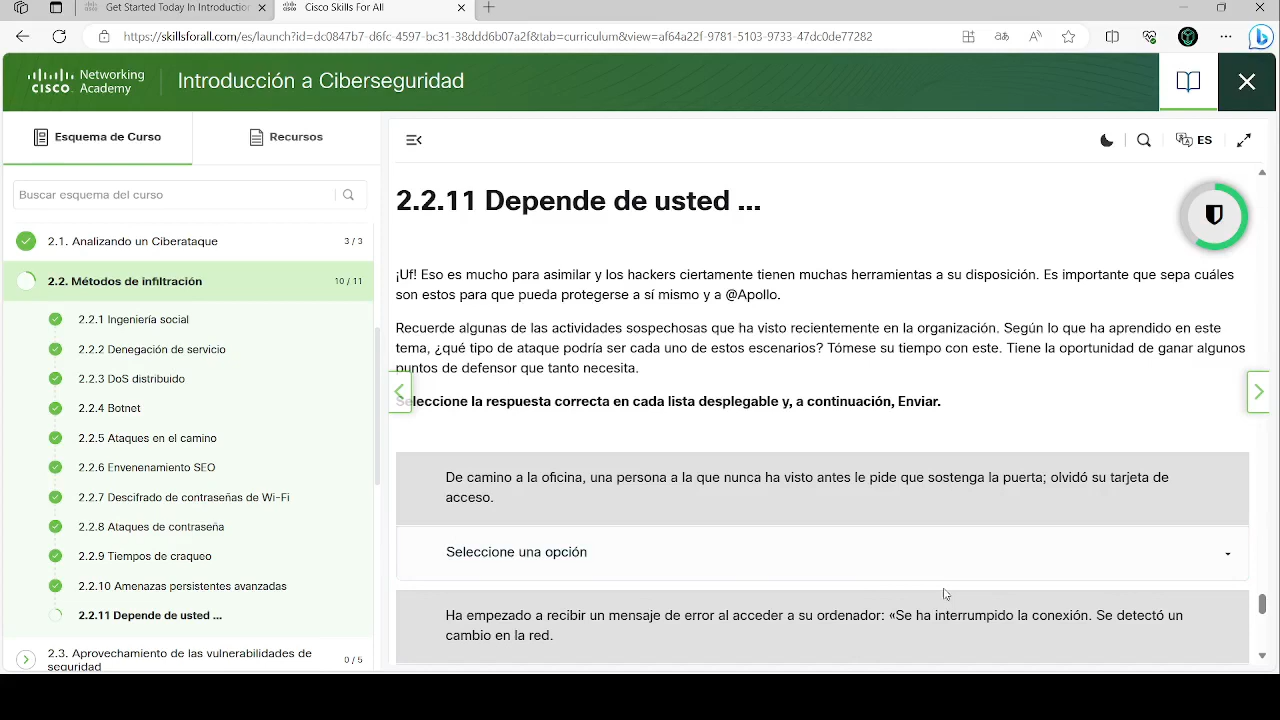 Get Started Today In Introduction
Cisco Skills For All
https://skillsforall.com/es/launch?id=dc0847b7-d6fc-4597-bc31-38ddd6b07a2f&tab=curriculum&view=af64a22f-9781-5103-9733-47dc0de77282
cisco Networking Academy
Introducción a Ciberseguridad
Esquema de Curso
Recursos
Buscar esquema del curso
2.1. Analizando un Ciberataque 3 / 3
2.2. Métodos de infiltración 10 / 11
2.2.1 Ingeniería social
2.2.2 Denegación de servicio
2.2.3 DoS distribuido
2.2.4 Botnet
2.2.5 Ataques en el camino
2.2.6 Envenenamiento SEO
2.2.7 Descifrado de contraseñas de Wi-Fi
2.2.8 Ataques de contraseña
2.2.9 Tiempos de craqueo
2.2.10 Amenazas persistentes avanzadas
2.2.11 Depende de usted ...
2.3. Aprovechamiento de las vulnerabilidades de
seguridad
0 / 5
ES
2.2.11 Depende de usted ...
¡Uf! Eso es mucho para asimilar y los hackers ciertamente tienen muchas herramientas a su disposición. Es importante que sepa cuáles
son estos para que pueda protegerse a sí mismo y a @Apollo.
Recuerde algunas de las actividades sospechosas que ha visto recientemente en la organización. Según lo que ha aprendido en este
tema, ¿qué tipo de ataque podría ser cada uno de estos escenarios? Tómese su tiempo con este. Tiene la oportunidad de ganar algunos
puntos de defensor que tanto necesita.
Seleccione la respuesta correcta en cada lista desplegable y, a continuación, Enviar.
De camino a la oficina, una persona a la que nunca ha visto antes le pide que sostenga la puerta; olvidó su tarjeta de
acceso.
Seleccione una opción
Ha empezado a recibir un mensaje de error al acceder a su ordenador: «Se ha interrumpido la conexión. Se detectó un
cambio en la red.